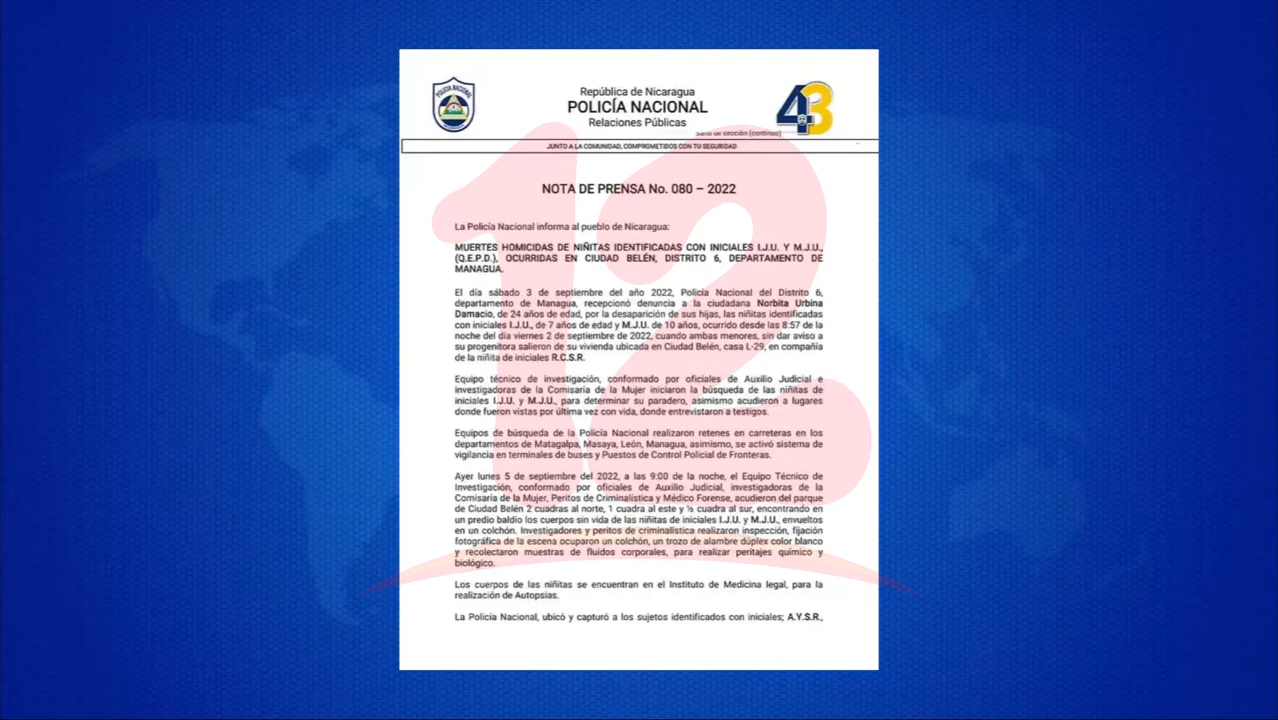 POLICÍA NACIONAL
República de Nicaragua
POLICÍA NACIONAL
Relaciones Públicas
43
Salto de sección (continuo)
JUNTO A LA COMUNIDAD, COMPROMETIDOS CON TU SEGURIDAD
12
NOTA DE PRENSA No. 080 – 2022
La Policía Nacional informa al pueblo de Nicaragua:
MUERTES HOMICIDAS DE NIÑITAS IDENTIFICADAS CON INICIALES I.J.U. Y M.J.U.,
(Q.E.P.D.), OCURRIDAS EN CIUDAD BELÉN, DISTRITO 6, DEPARTAMENTO DE
MANAGUA.
El día sábado 3 de septiembre del año 2022, Policía Nacional del Distrito 6,
departamento de Managua, recepcionó denuncia a la ciudadana Norbita Urbina
Damacio, de 24 años de edad, por la desaparición de sus hijas, las niñitas identificadas
con iniciales I.J.U., de 7 años de edad y M.J.U. de 10 años, ocurrido desde las 8:57 de la
noche del día viernes 2 de septiembre de 2022, cuando ambas menores, sin dar aviso a
su progenitora salieron de su vivienda ubicada en Ciudad Belén, casa L-29, en compañía
de la niñita de iniciales R.C.S.R.
Equipo técnico de investigación, conformado por oficiales de Auxilio Judicial e
investigadoras de la Comisaría de la Mujer iniciaron la búsqueda de las niñitas de
iniciales I.J.U. y M.J.U., para determinar su paradero, asimismo acudieron a lugares
donde fueron vistas por última vez con vida, donde entrevistaron a testigos.
Equipos de búsqueda de la Policía Nacional realizaron retenes en carreteras en los
departamentos de Matagalpa, Masaya, León, Managua, asimismo, se activó sistema de
vigilancia en terminales de buses y Puestos de Control Policial de Fronteras.
Ayer lunes 5 de septiembre del 2022, a las 9:00 de la noche, el Equipo Técnico de
Investigación, conformado por oficiales de Auxilio Judicial, investigadoras de la
Comisaría de la Mujer, Peritos de Criminalística y Médico Forense, acudieron del parque
de Ciudad Belén 2 cuadras al norte, 1 cuadra al este y ½ cuadra al sur, encontrando en
un predio baldío los cuerpos sin vida de las niñitas de iniciales I.J.U y M.J.U., envueltos
en un colchón. Investigadores y peritos de criminalística realizaron inspección, fijación
fotográfica de la escena ocuparon un colchón, un trozo de alambre dúplex color blanco
y recolectaron muestras de fluidos corporales, para realizar peritajes químico y
biológico.
Los cuerpos de las niñitas se encuentran en el Instituto de Medicina legal, para la
realización de Autopsias.
La Policía Nacional, ubicó y capturó a los sujetos identificados con iniciales; A.Y.S.R.,